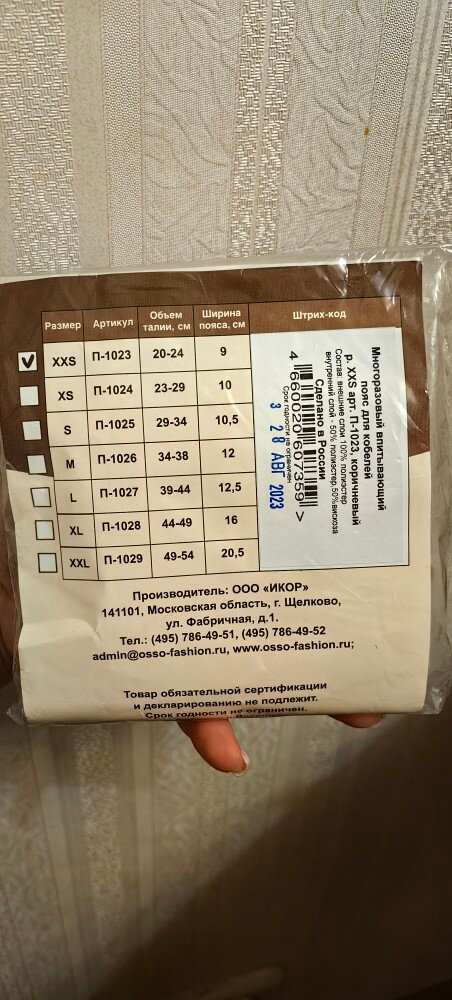 Размер Артикул Объем талии, см Ширина пояса, см Штрих-код
XXS П-1023 20-24 9
XS П-1024 23-29 10
S П-1025 29-34 10,5
M П-1026 34-38 12
L П-1027 39-44 12,5
XL П-1028 44-49 16
XXL П-1029 49-54 20,5
Многоразовый впитывающий
пояс для кобелей
р. XXS арт. П-1023, коричневый
Состав: внешние слои 100% полиэстер
внутренний слой - 50% полиэстер,50%вискоза
Сделано в России
4 660020 607359 >
Срок годности не ограничен
3 28 АВГ 2023
Производитель: ООО «ИКОР»
141101, Московская область, г. Щелково,
ул. Фабричная, д.1.
Тел.: (495) 786-49-51, (495) 786-49-52
admin@osso-fashion.ru, www.osso-fashion.ru;
Товар обязательной сертификации
и декларированию не подлежит.
Срок годности не ограничен.